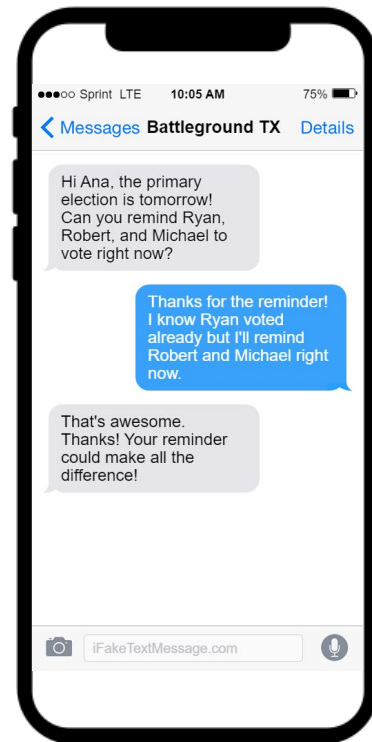 Sprint LTE 10:05 AM 75%
Messages Battleground TX Details
Hi Ana, the primary
election is tomorrow!
Can you remind Ryan,
Robert, and Michael to
vote right now?
Thanks for the reminder!
I know Ryan voted
already but I'll remind
Robert and Michael right
now.
That's awesome.
Thanks! Your reminder
could make all the
difference!
iFakeTextMessage.com